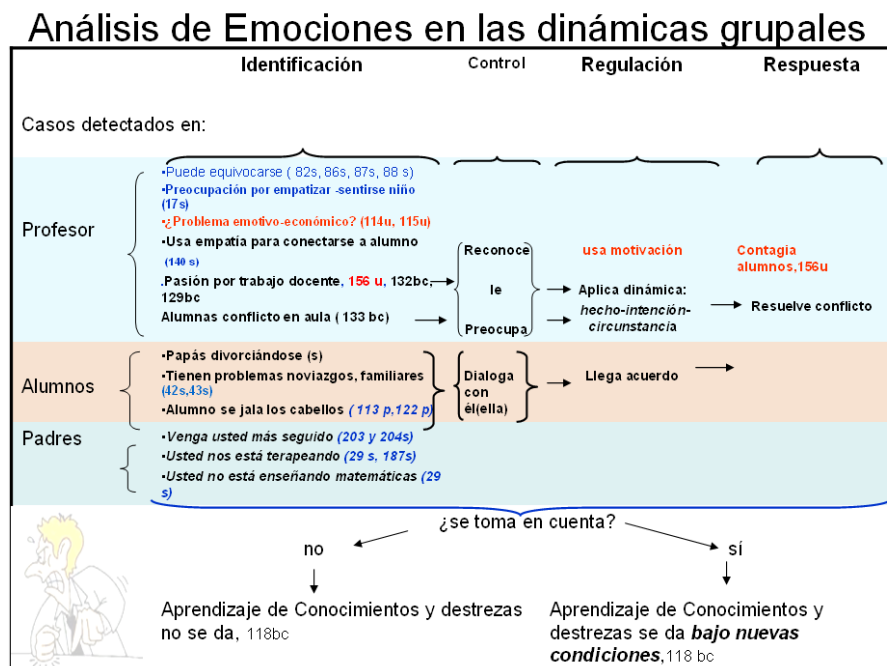 Análisis de Emociones en las dinámicas grupales
Identificación
Control
Regulación
Respuesta
Casos detectados en:
Profesor
•Puede equivocarse ( 82s, 86s, 87s, 88 s)
•Preocupación por empatizar -sentirse niño
(17s)
•¿Problema emotivo-económico? (114u, 115u)
•Usa empatía para conectarse a alumno
(140 s)
.Pasión por trabajo docente, 156 u, 132bc,
129bc
Alumnas conflicto en aula ( 133 bc)
Reconoce
le
Preocupa
usa motivación
Aplica dinámica:
hecho-intención-
circunstancia
Contagia
alumnos,156u
Resuelve conflicto
Alumnos
•Papás divorciándose (s)
•Tienen problemas noviazgos, familiares
(42s,43s)
•Alumno se jala los cabellos ( 113 p,122 p)
Dialoga
con
él(ella)
Llega acuerdo
Padres
•Venga usted más seguido (203 y 204s)
•Usted nos está terapeando (29 s, 187s)
•Usted no está enseñando matemáticas (29
s)
¿se toma en cuenta?
no
sí
Aprendizaje de Conocimientos y destrezas
no se da, 118bc
Aprendizaje de Conocimientos y
destrezas se da bajo nuevas
condiciones,118 bc